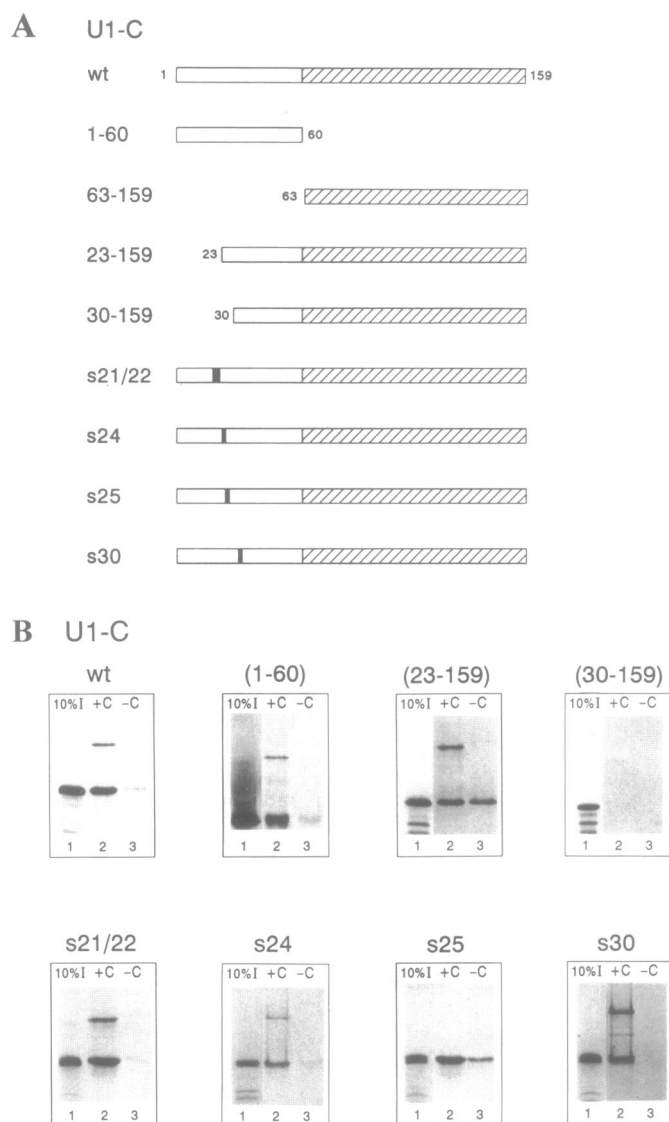 A U1-C
wt 1 159
1-60 60
63-159 63
23-159 23
30-159 30
s21/22
s24
s25
s30
B U1-C
wt (1-60) (23-159) (30-159)
10%I +C -C 10%I +C -C 10%I +C -C 10%I +C -C
1 2 3 1 2 3 1 2 3 1 2 3
s21/22 s24 s25 s30
10%I +C -C 10%I +C -C 10%I +C -C 10%I +C -C
1 2 3 1 2 3 1 2 3 1 2 3